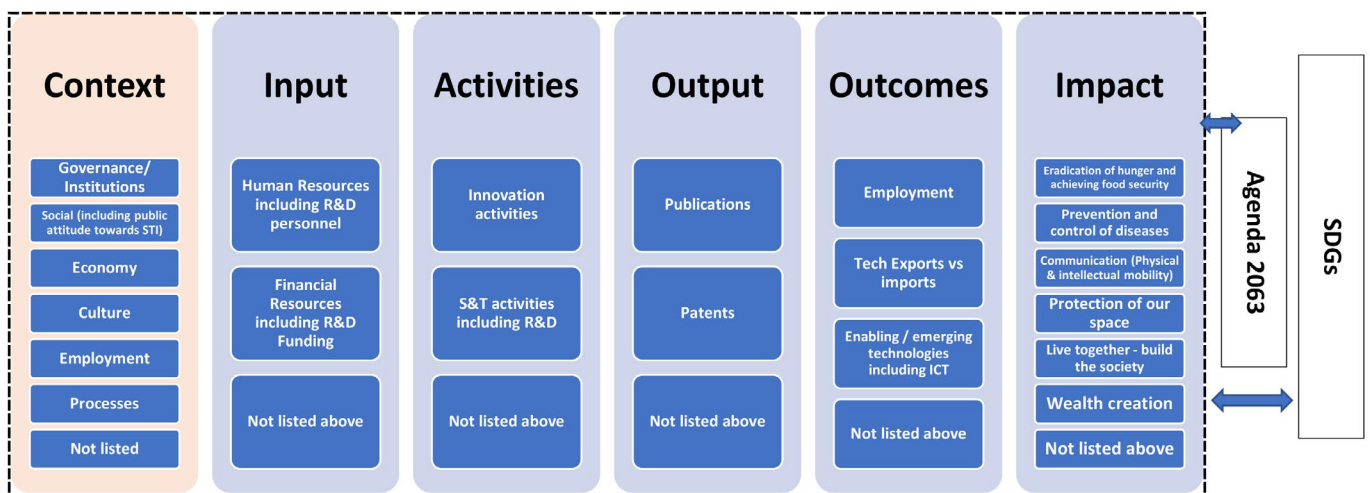 Context
Governance/
Institutions
Social (including public
attitude towards STI)
Economy
Culture
Employment
Processes
Not listed
Input
Human Resources
including R&D
personnel
Financial
Resources
including R&D
Funding
Not listed above
Activities
Innovation
activities
S&T activities
including R&D
Not listed above
Output
Publications
Patents
Not listed above
Outcomes
Employment
Tech Exports vs
imports
Enabling / emerging
technologies
including ICT
Not listed above
Impact
Eradication of hunger and
achieving food security
Prevention and
control of diseases
Communication (Physical
& intellectual mobility)
Protection of our
space
Live together - build
the society
Wealth creation
Not listed above
Agenda 2063
SDGs